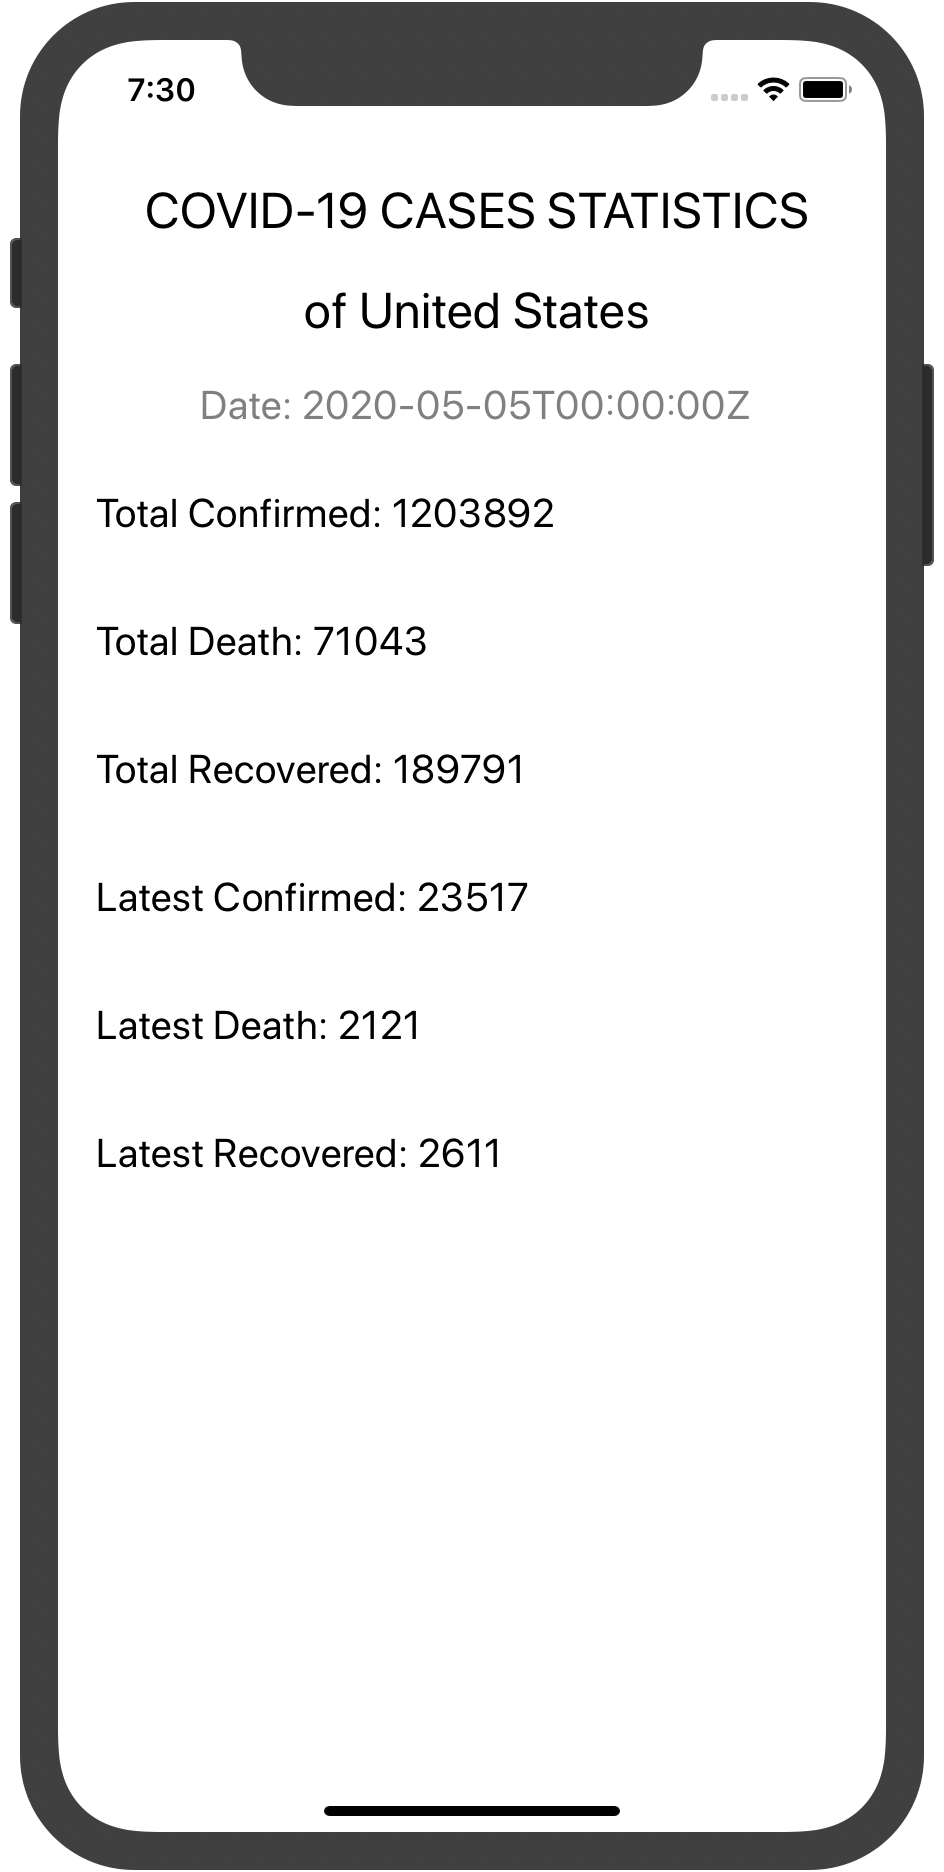 7:30
COVID-19 CASES STATISTICS
of United States
Date: 2020-05-05T00:00:00Z
Total Confirmed: 1203892
Total Death: 71043
Total Recovered: 189791
Latest Confirmed: 23517
Latest Death: 2121
Latest Recovered: 2611